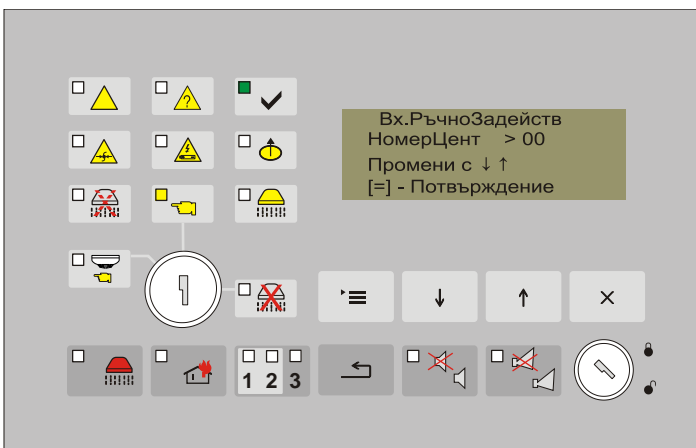 ?
Вх.РъчноЗадейств
НомерЦент > 00
Промени с ↓ ↑
[=] - Потвърждение
1 2 3